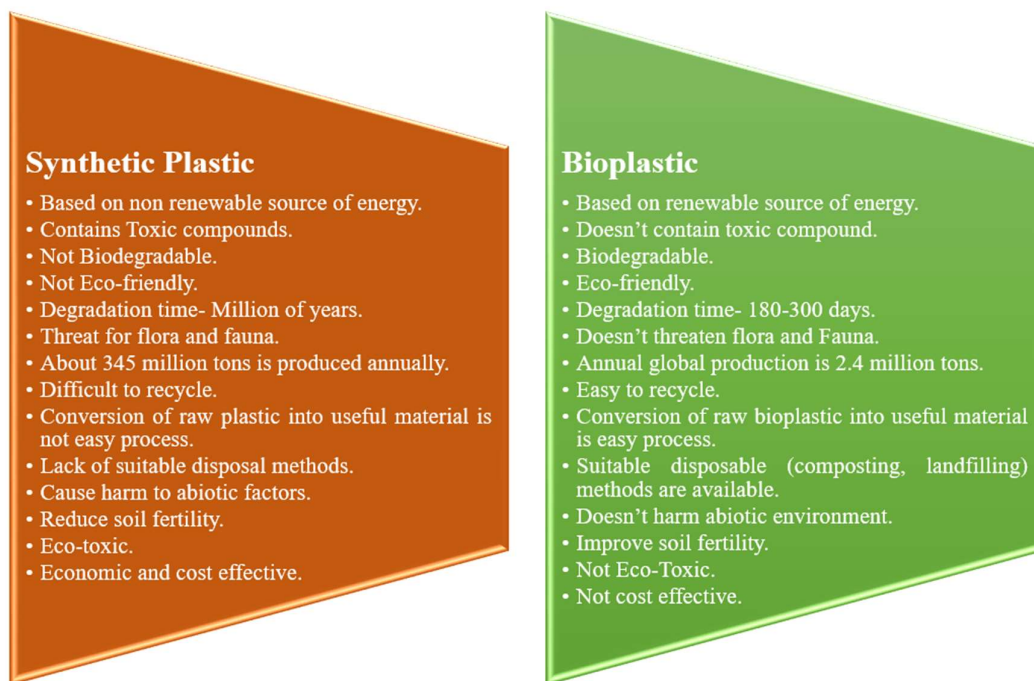 Synthetic Plastic
• Based on non renewable source of energy.
• Contains Toxic compounds.
• Not Biodegradable.
• Not Eco-friendly.
• Degradation time- Million of years.
• Threat for flora and fauna.
• About 345 million tons is produced annually.
• Difficult to recycle.
• Conversion of raw plastic into useful material is
not easy process.
• Lack of suitable disposal methods.
• Cause harm to abiotic factors.
• Reduce soil fertility.
• Eco-toxic.
• Economic and cost effective.
Bioplastic
• Based on renewable source of energy.
• Doesn’t contain toxic compound.
• Biodegradable.
• Eco-friendly.
• Degradation time- 180-300 days.
• Doesn’t threaten flora and Fauna.
• Annual global production is 2.4 million tons.
• Easy to recycle.
• Conversion of raw bioplastic into useful material
is easy process.
• Suitable disposable (composting, landfilling)
methods are available.
• Doesn’t harm abiotic environment.
• Improve soil fertility.
• Not Eco-Toxic.
• Not cost effective.